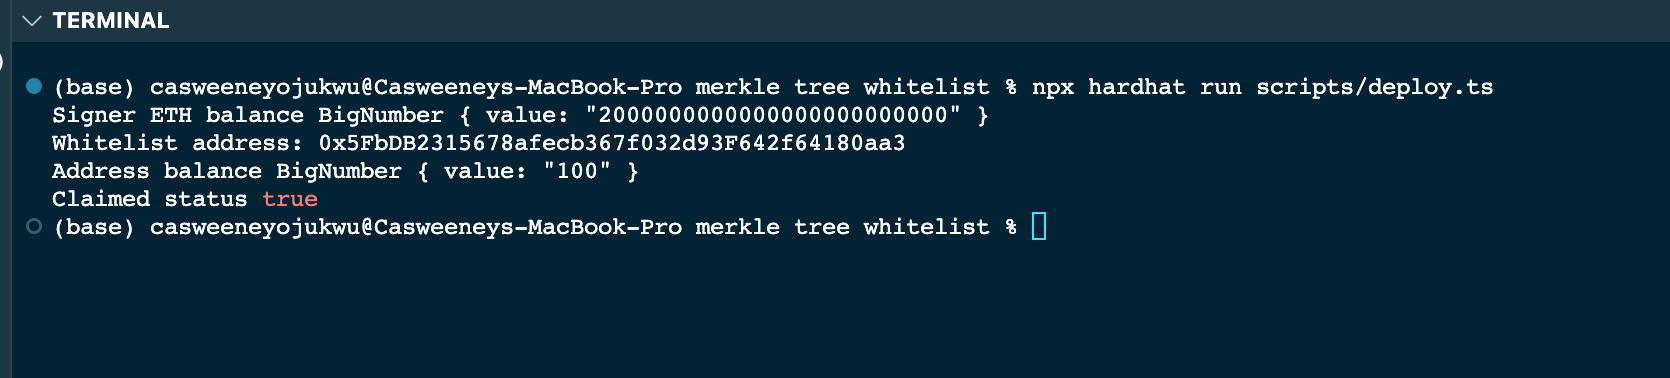 TERMINAL
(base) casweeneyojukwu@Casweeneys-MacBook-Pro merkle tree whitelist % npx hardhat run scripts/deploy.ts
Signer ETH balance BigNumber { value: "2000000000000000000000000" }
Whitelist address: 0x5FbDB2315678afecb367f032d93F642f64180aa3
Address balance BigNumber { value: "100" }
Claimed status true
(base) casweeneyojukwu@Casweeneys-MacBook-Pro merkle tree whitelist %